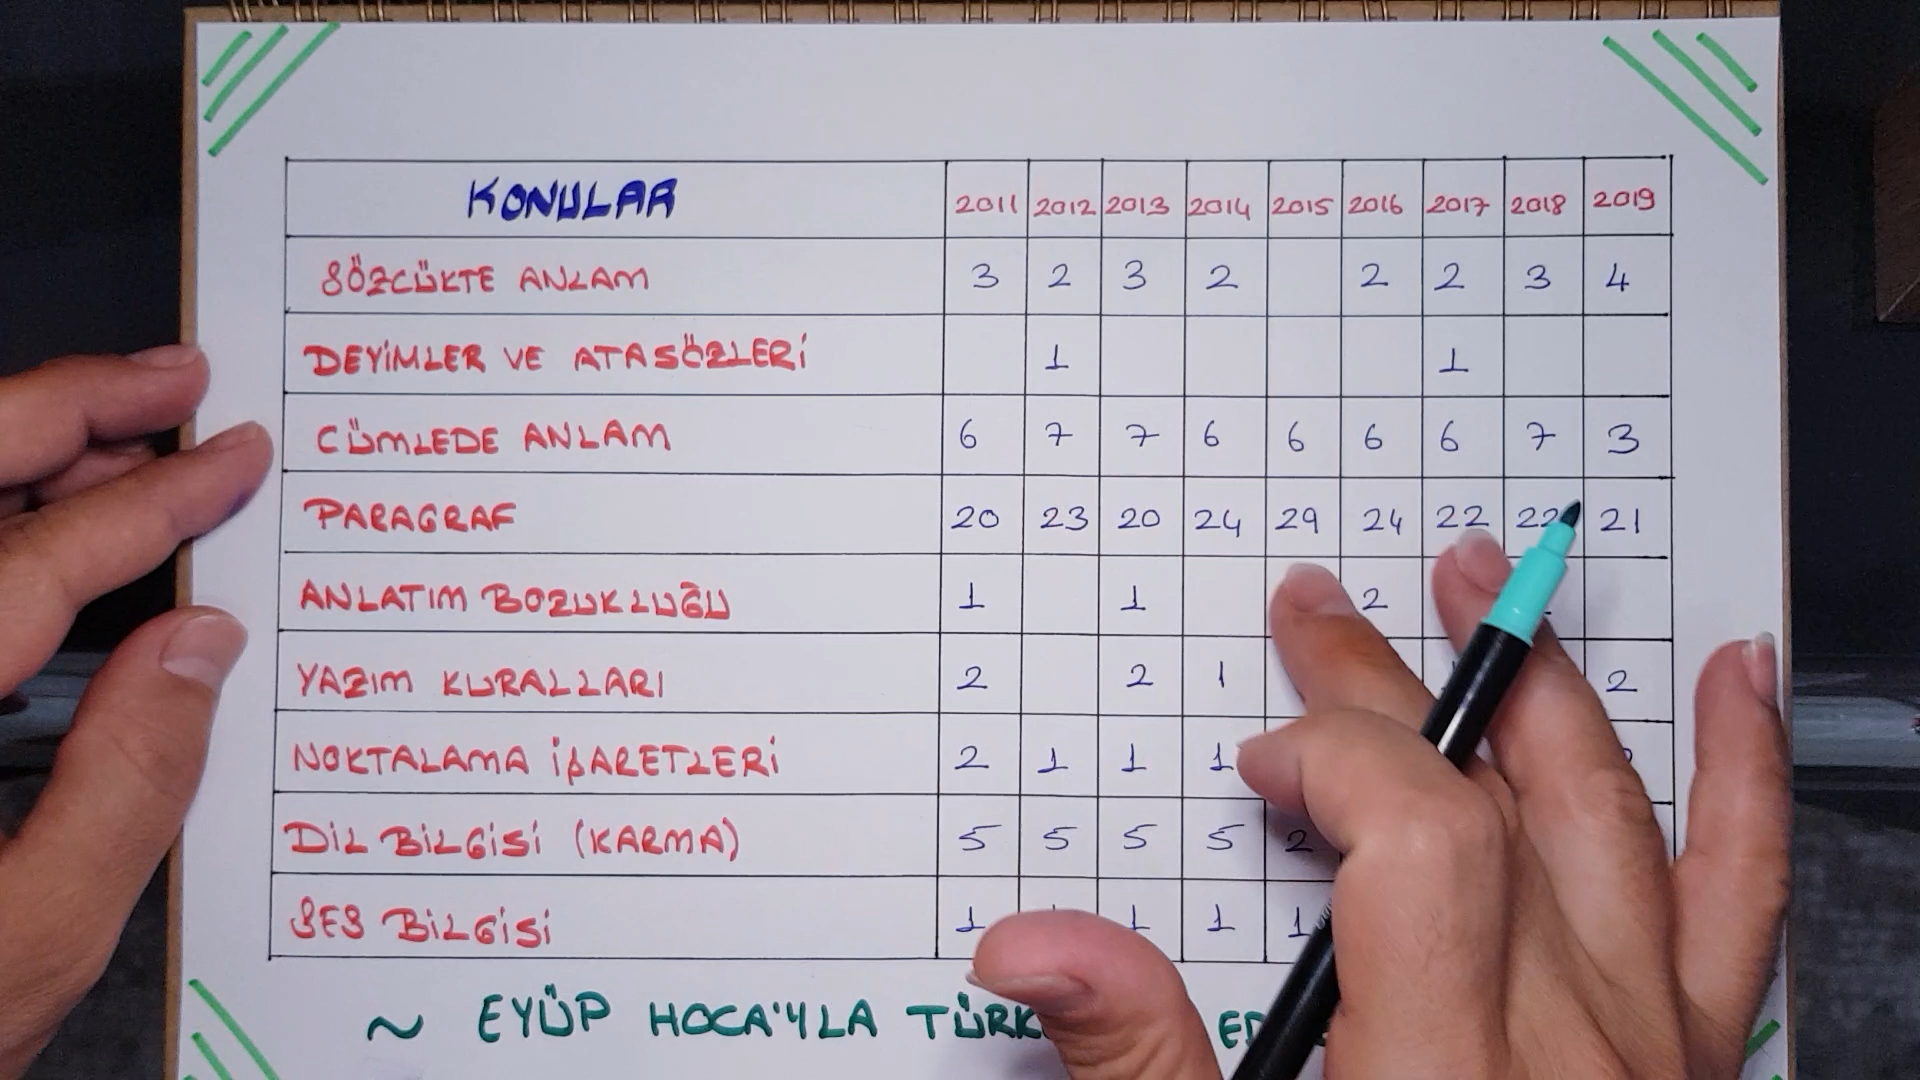 KONULAR 2011 2012 2013 2014 2015 2016 2017 2018 2019
SÖZCÜKTE ANLAM 3 2 3 2 2 2 3 4
DEYİMLER VE ATASÖZLERİ 1 1
CÜMLEDE ANLAM 6 7 7 6 6 6 6 7 3
PARAGRAF 20 23 20 24 29 24 22 22 21
ANLATIM BOZUKLUĞU 1 1 2
YAZIM KURALLARI 2 2 1 2
NOKTALAMA İŞARETLERİ 2 1 1 1
DİL BİLGİSİ (KARMA) 5 5 5 5 2
SES BİLGİSİ 1 1 1 1
~ EYÜP HOCA'YLA